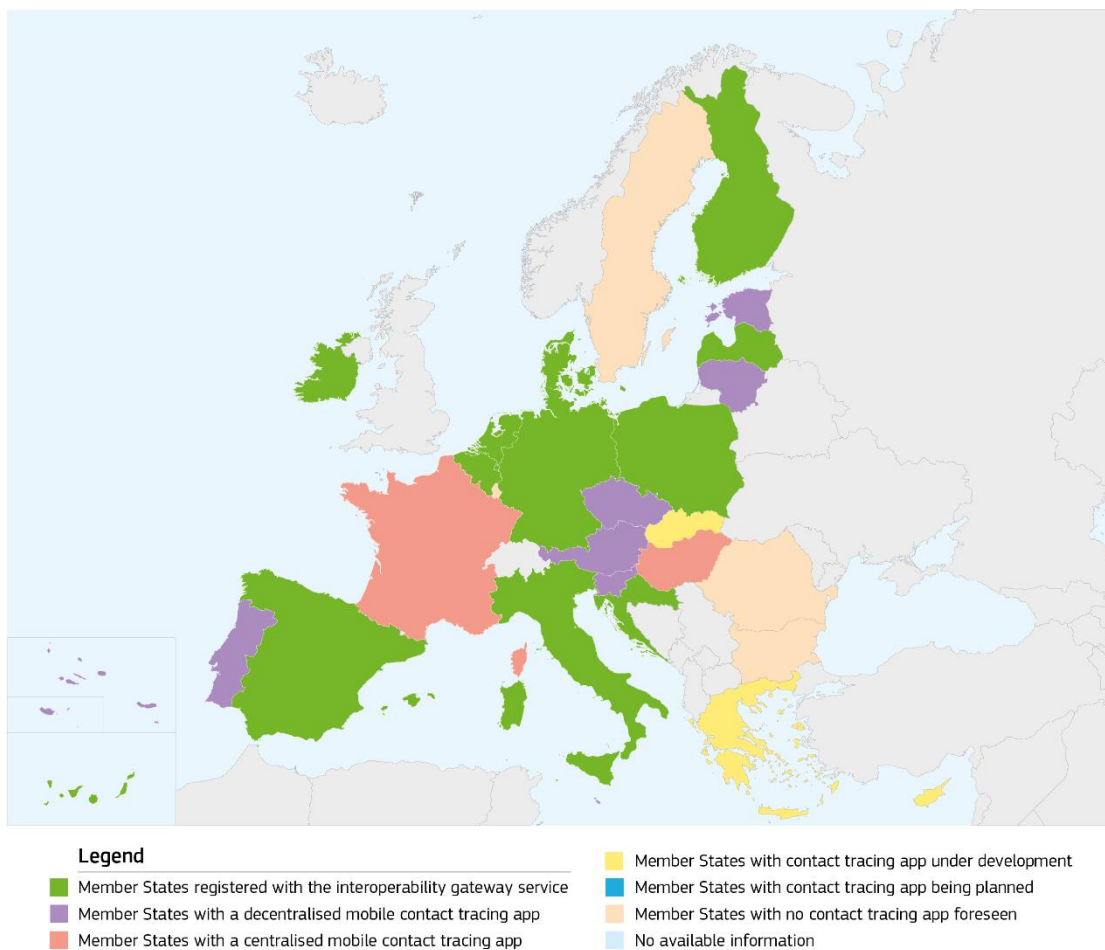 Legend
Member States registered with the interoperability gateway service
Member States with a decentralised mobile contact tracing app
Member States with a centralised mobile contact tracing app
Member States with contact tracing app under development
Member States with contact tracing app being planned
Member States with no contact tracing app foreseen
No available information